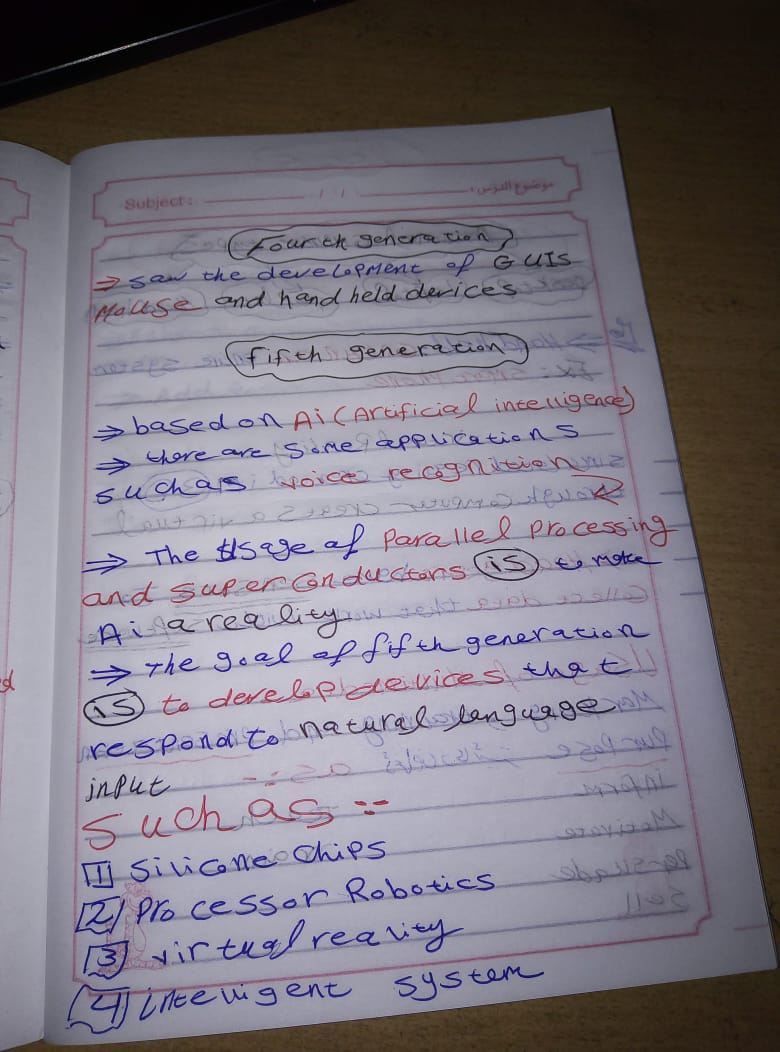 Subject: / / موضوع الدرس:
Fourth generation
⇒ saw the development of GUIS
Mouse and hand held devices
Fifth generation
⇒ based on Ai (Artificial intelligence)
⇒ there are some applications
such as voice recognition
⇒ The Usage of Parallel Processing
and super conductors is to make
Ai a reality
⇒ The goal of fifth generation
is to develop devices that
respond to natural language
input
Such as :-
1 Silicone chips
2 Processor Robotics
3 virtual reality
4 intelligent system